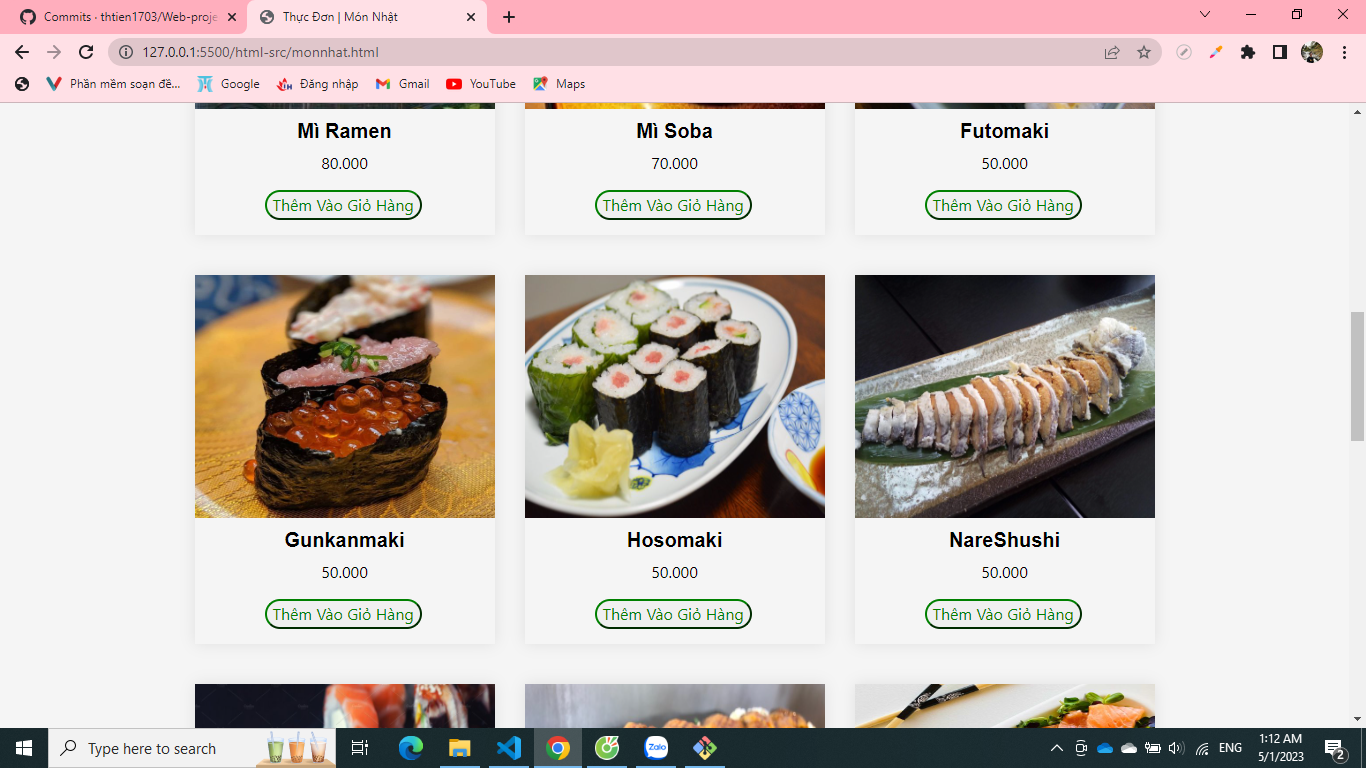 Commits · thtien1703/Web-proje
Thực Đơn | Món Nhật
127.0.0.1:5500/html-src/monnhat.html
Phần mềm soạn đề...
Google
Đăng nhập
Gmail
YouTube
Maps
Mì Ramen
Mì Soba
Futomaki
80.000
70.000
50.000
Thêm Vào Giỏ Hàng
Thêm Vào Giỏ Hàng
Thêm Vào Giỏ Hàng
Gunkanmaki
Hosomaki
NareShushi
50.000
50.000
50.000
Thêm Vào Giỏ Hàng
Thêm Vào Giỏ Hàng
Thêm Vào Giỏ Hàng
Type here to search
Zalo
ENG
1:12 AM
5/1/2023
2